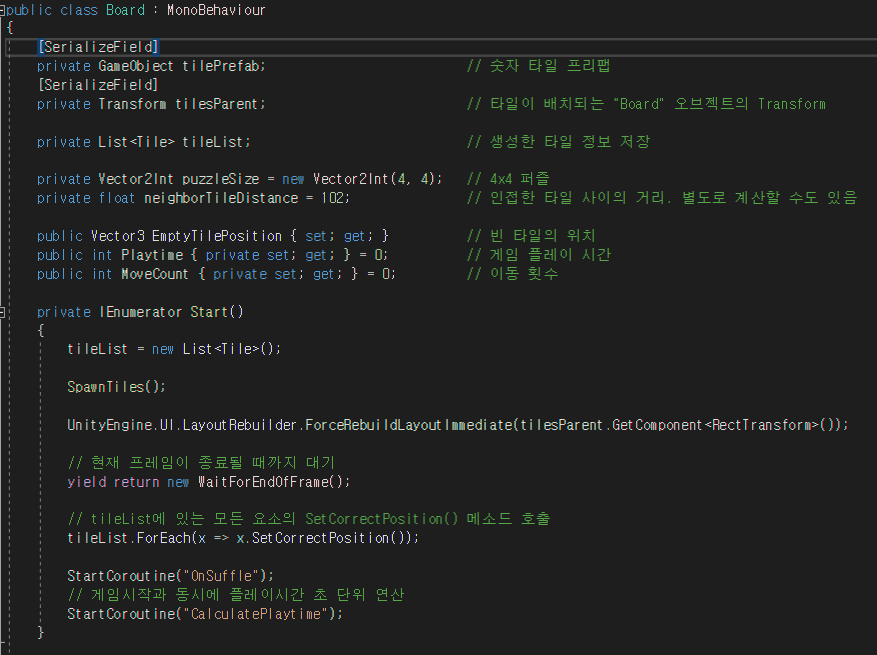 public class Board : MonoBehaviour
{
[SerializeField]
private GameObject tilePrefab; // 숫자 타일 프리팹
[SerializeField]
private Transform tilesParent; // 타일이 배치되는 "Board" 오브젝트의 Transform
private List<Tile> tileList; // 생성한 타일 정보 저장
private Vector2Int puzzleSize = new Vector2Int(4, 4); // 4x4 퍼즐
private float neighborTileDistance = 102; // 인접한 타일 사이의 거리. 별도로 계산할 수도 있음
public Vector3 EmptyTilePosition { set; get; } // 빈 타일의 위치
public int Playtime { private set; get; } = 0; // 게임 플레이 시간
public int MoveCount { private set; get; } = 0; // 이동 횟수
private IEnumerator Start()
{
tileList = new List<Tile>();
SpawnTiles();
UnityEngine.UI.LayoutRebuilder.ForceRebuildLayoutImmediate(tilesParent.GetComponent<RectTransform>());
// 현재 프레임이 종료될 때까지 대기
yield return new WaitForEndOfFrame();
// tileList에 있는 모든 요소의 SetCorrectPosition() 메소드 호출
tileList.ForEach(x => x.SetCorrectPosition());
StartCoroutine("OnSuffle");
// 게임시작과 동시에 플레이시간 초 단위 연산
StartCoroutine("CalculatePlaytime");
}